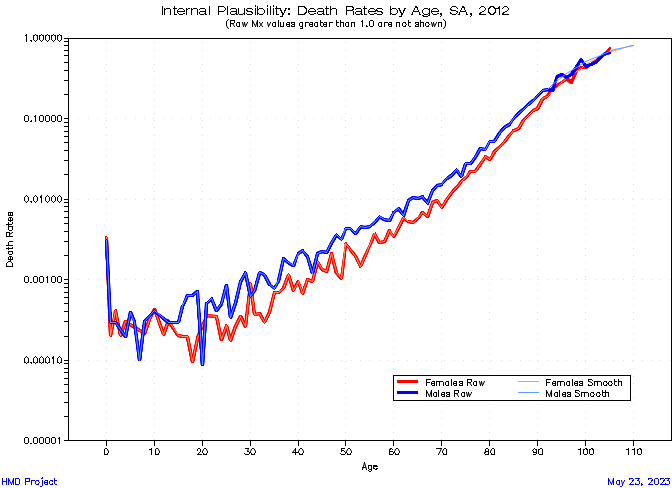 Internal Plausibility: Death Rates by Age, SA, 2012
(Raw Mx values greater than 1.0 are not shown)
1.00000
0.10000
0.01000
0.00100
0.00010
0.00001
Death Rates
Females Raw
Females Smooth
Males Raw
Males Smooth
0 10 20 30 40 50 60 70 80 90 100 110
Age
HMD Project
May 23, 2023